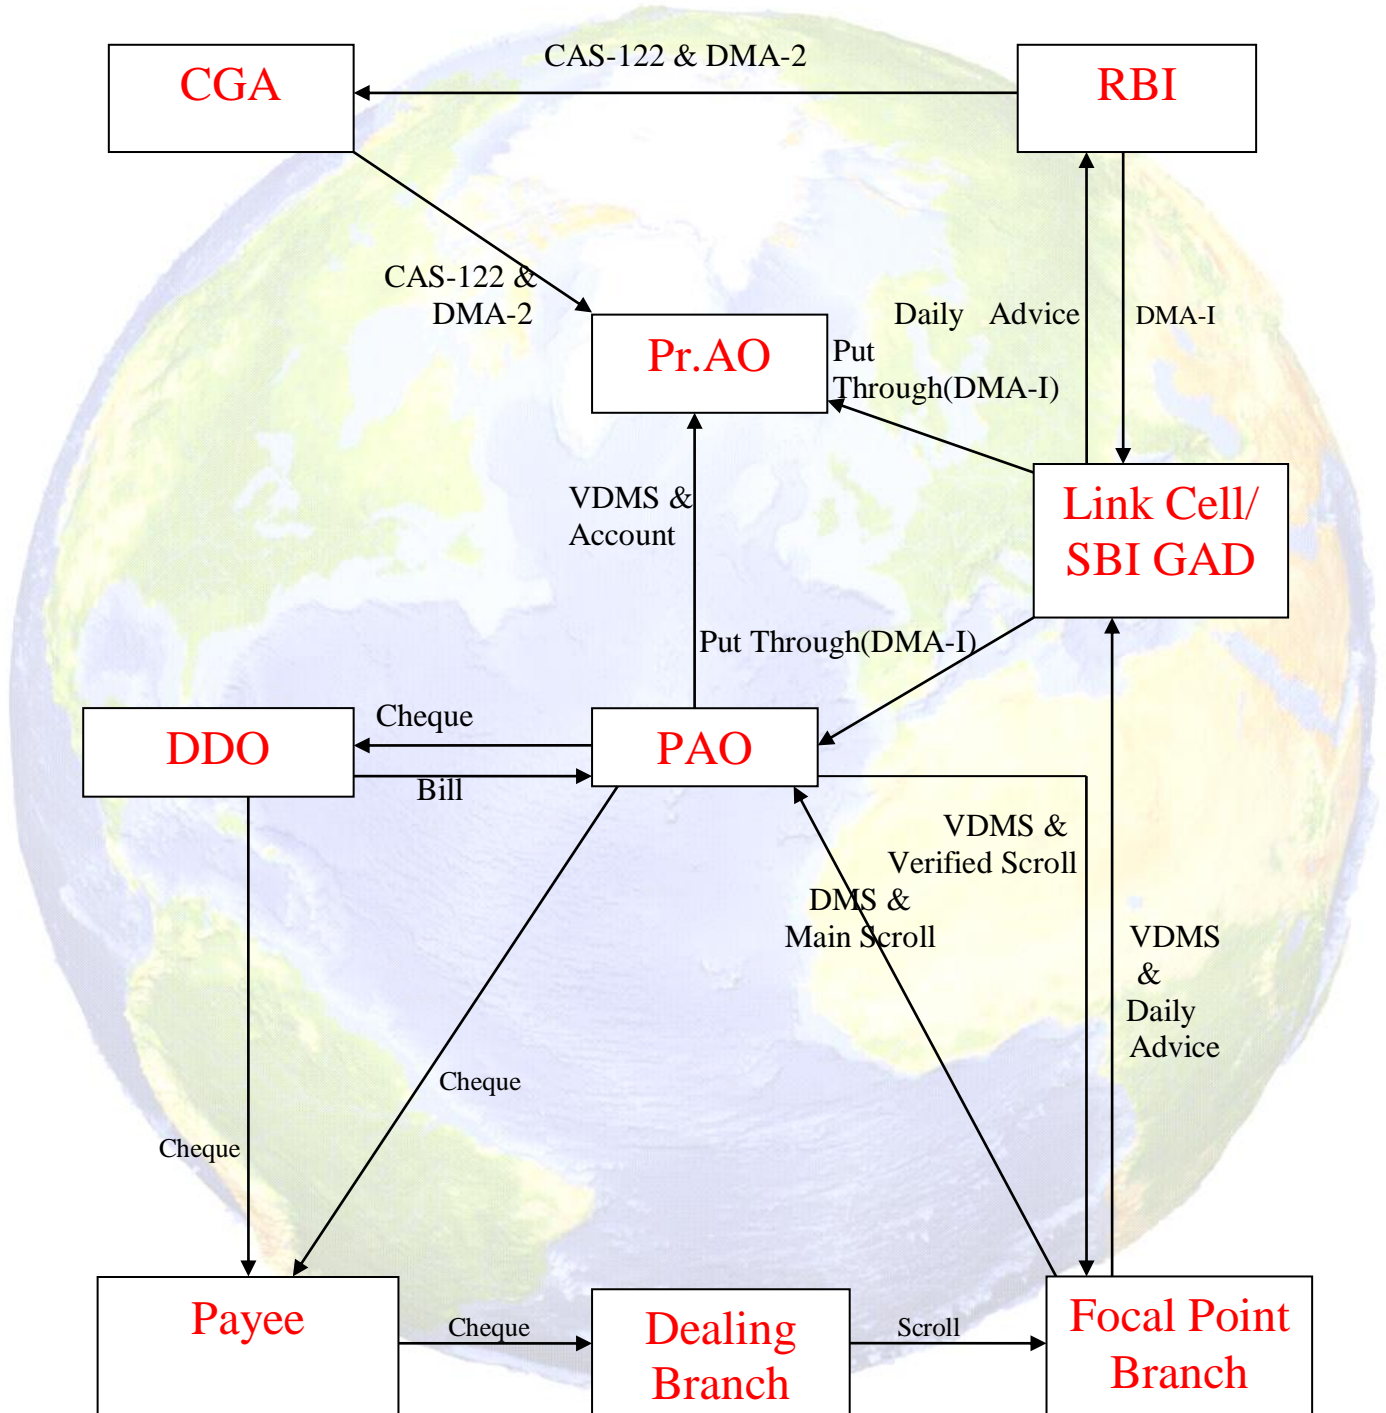 CAS-122 & DMA-2
CGA
RBI
CAS-122 &
DMA-2
Daily Advice
DMA-I
Pr.AO
Put
Through(DMA-I)
VDMS &
Account
Link Cell/
SBI GAD
Put Through(DMA-I)
DDO
Cheque
PAO
Bill
VDMS &
Verified Scroll
DMS &
Main Scroll
VDMS
&
Daily
Advice
Cheque
Cheque
Payee
Cheque
Dealing
Branch
Scroll
Focal Point
Branch